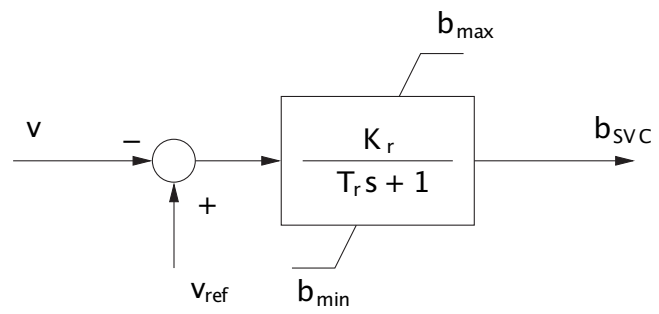 b_max
v
−
K_r
b_SVC
T_r s + 1
+
v_ref
b_min